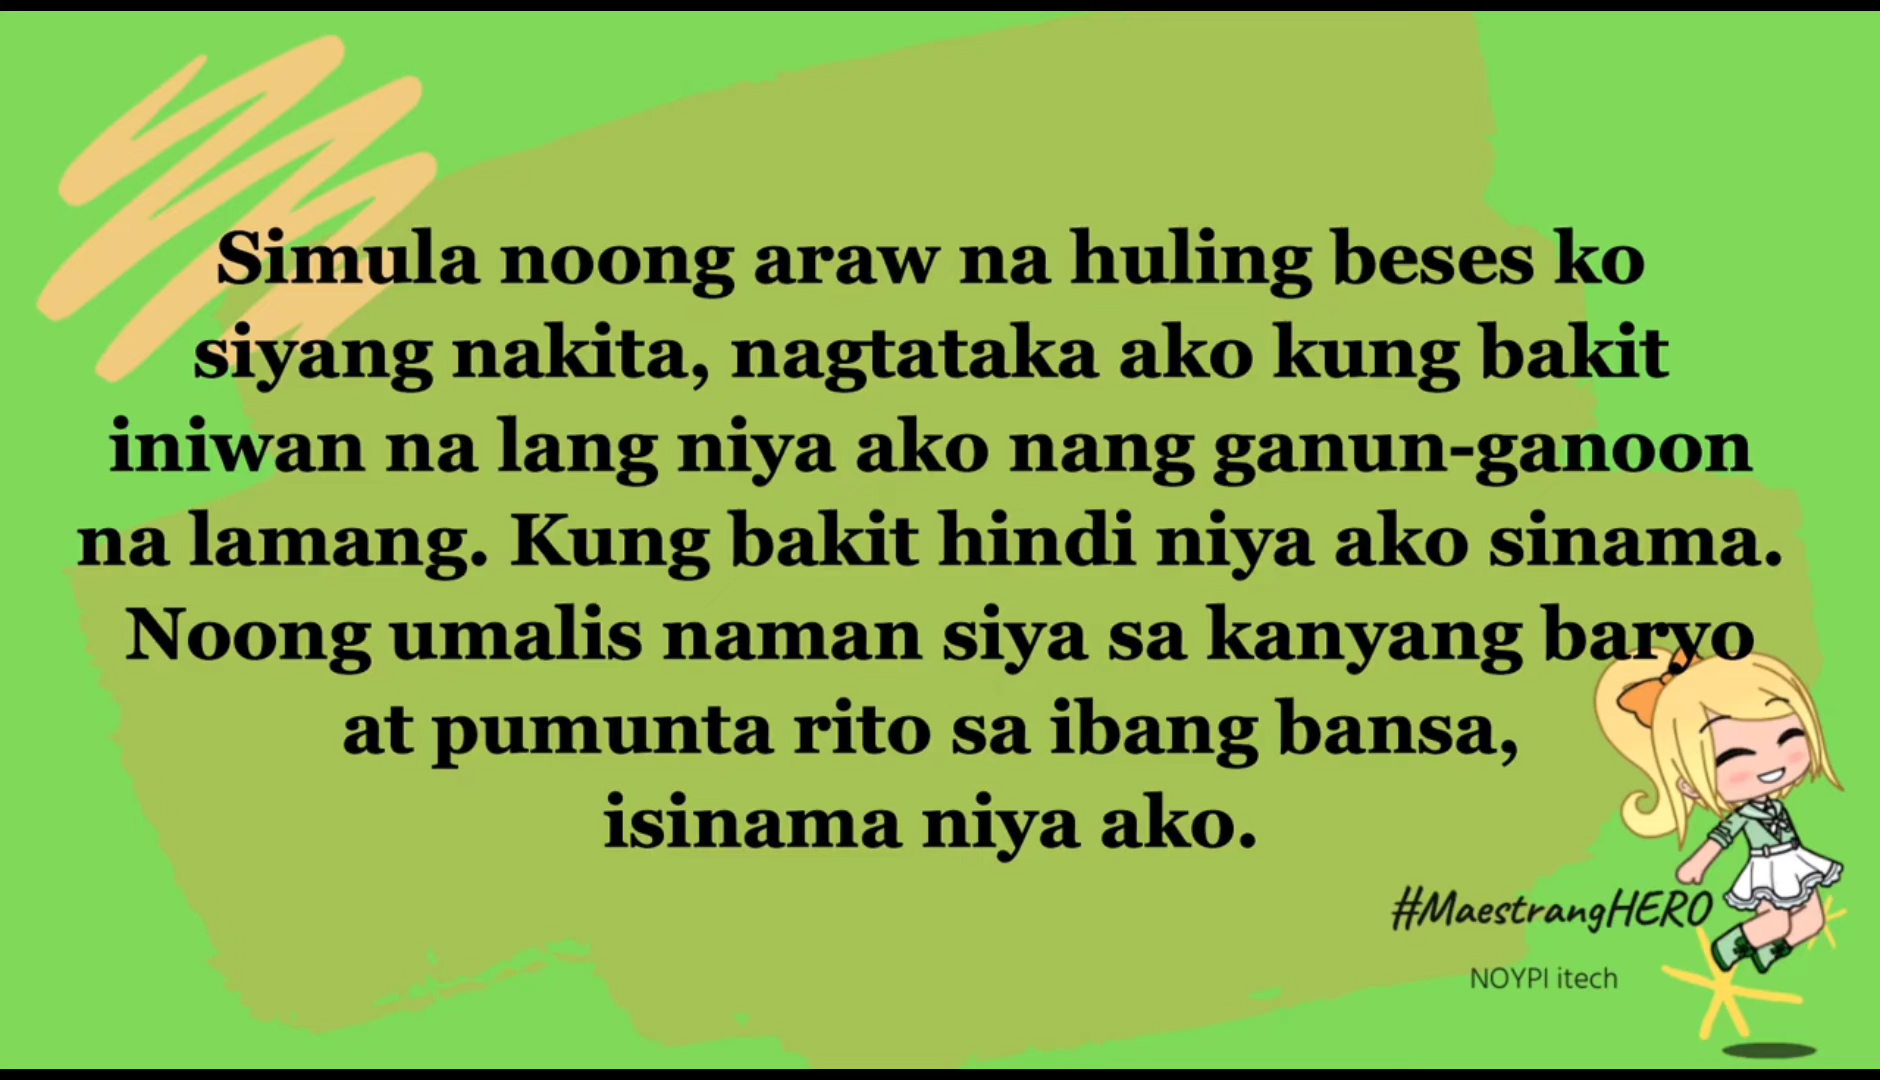 Simula noong araw na huling beses ko
siyang nakita, nagtataka ako kung bakit
iniwan na lang niya ako nang ganun-ganoon
na lamang. Kung bakit hindi niya ako sinama.
Noong umalis naman siya sa kanyang baryo
at pumunta rito sa ibang bansa,
isinama niya ako.
#MaestrangHERO
NOYPI itech